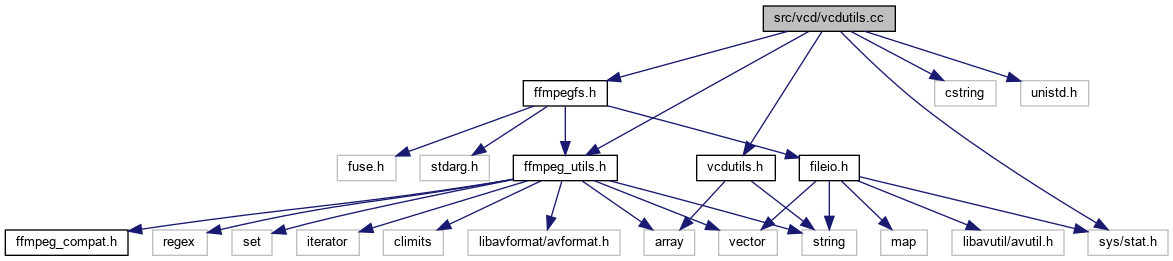 src/vcd/vcdutils.cc
ffmpegfs.h
cstring
unistd.h
fuse.h
stdarg.h
ffmpeg_utils.h
vcdutils.h
fileio.h
ffmpeg_compat.h
regex
set
iterator
climits
libavformat/avformat.h
array
vector
string
map
libavutil/avutil.h
sys/stat.h